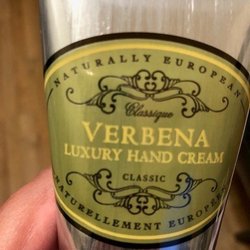 NATURALLY EUROPEAN
Classique
VERBENA
LUXURY HAND CREAM
CLASSIC
NATURELLEMENT EUROPÉEN